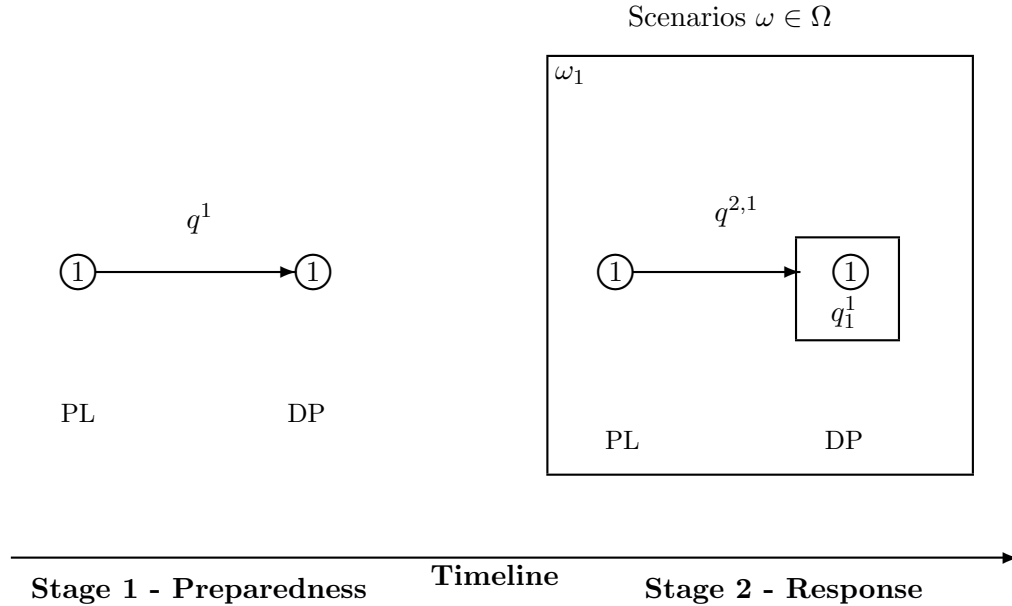 Scenarios ω ∈ Ω
ω₁
q¹
q²,¹
1
1
1
1
q₁¹
PL
DP
PL
DP
Timeline
Stage 1 - Preparedness
Stage 2 - Response